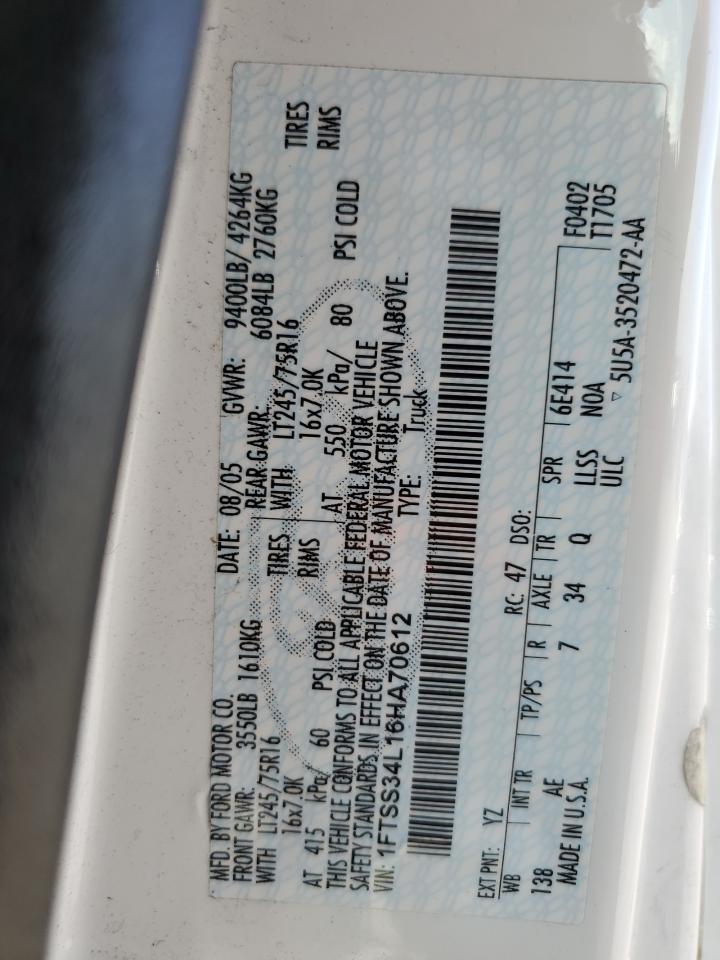 MFD. BY FORD MOTOR CO. DATE: 08/05 GVWR: 9400LB/ 4264KG
FRONT GAWR: 3550LB 1610KG REAR GAWR: 6084LB 2760KG
WITH LT245/75R16 TIRES WITH LT245/75R16 TIRES
16x7.0K RIMS 16x7.0K RIMS
AT 415 kPa/ 60 PSI COLD AT 550 kPa/ 80 PSI COLD
THIS VEHICLE CONFORMS TO ALL APPLICABLE FEDERAL MOTOR VEHICLE
SAFETY STANDARDS IN EFFECT ON THE DATE OF MANUFACTURE SHOWN ABOVE.
VIN: 1FTSS34L16HA70612 TYPE: Truck
EXT PNT: YZ RC: 47 DSO:
WB INT TR TP/PS R AXLE TR SPR 6E414 F0402
138 AE 7 34 Q LLSS N0A T1705
MADE IN U.S.A. ULC
▽ 5U5A-3520472-AA